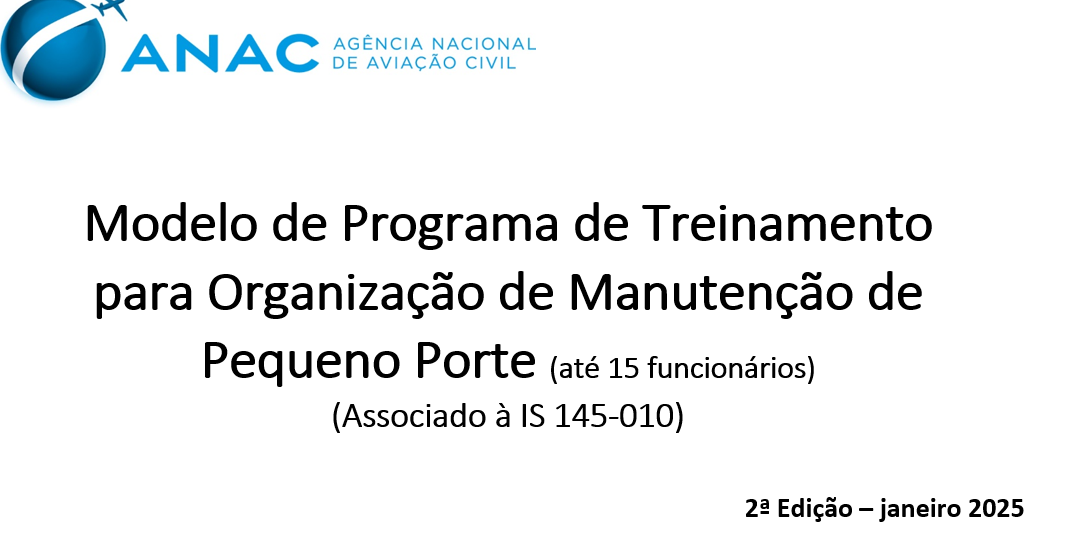 ANAC AGÊNCIA NACIONAL
DE AVIAÇÃO CIVIL
Modelo de Programa de Treinamento
para Organização de Manutenção de
Pequeno Porte (até 15 funcionários)
(Associado à IS 145-010)
2ª Edição – janeiro 2025